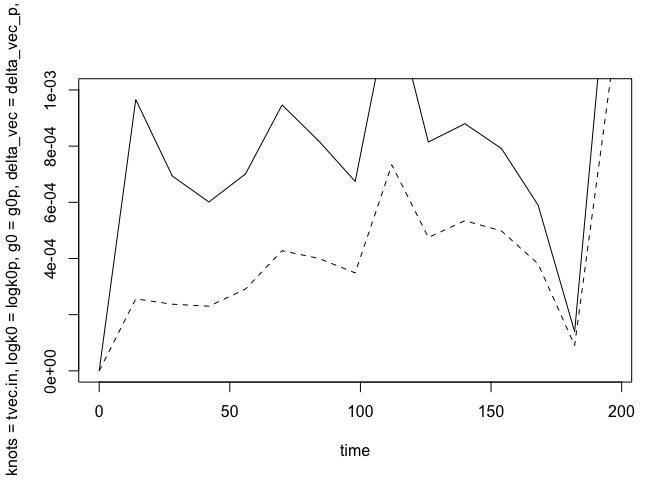 knots = tvec.in, logk0 = logk0p, g0 = g0p, delta_vec = delta_vec_p,
1e-03
8e-04
6e-04
4e-04
0e+00
0
50
100
150
200
time